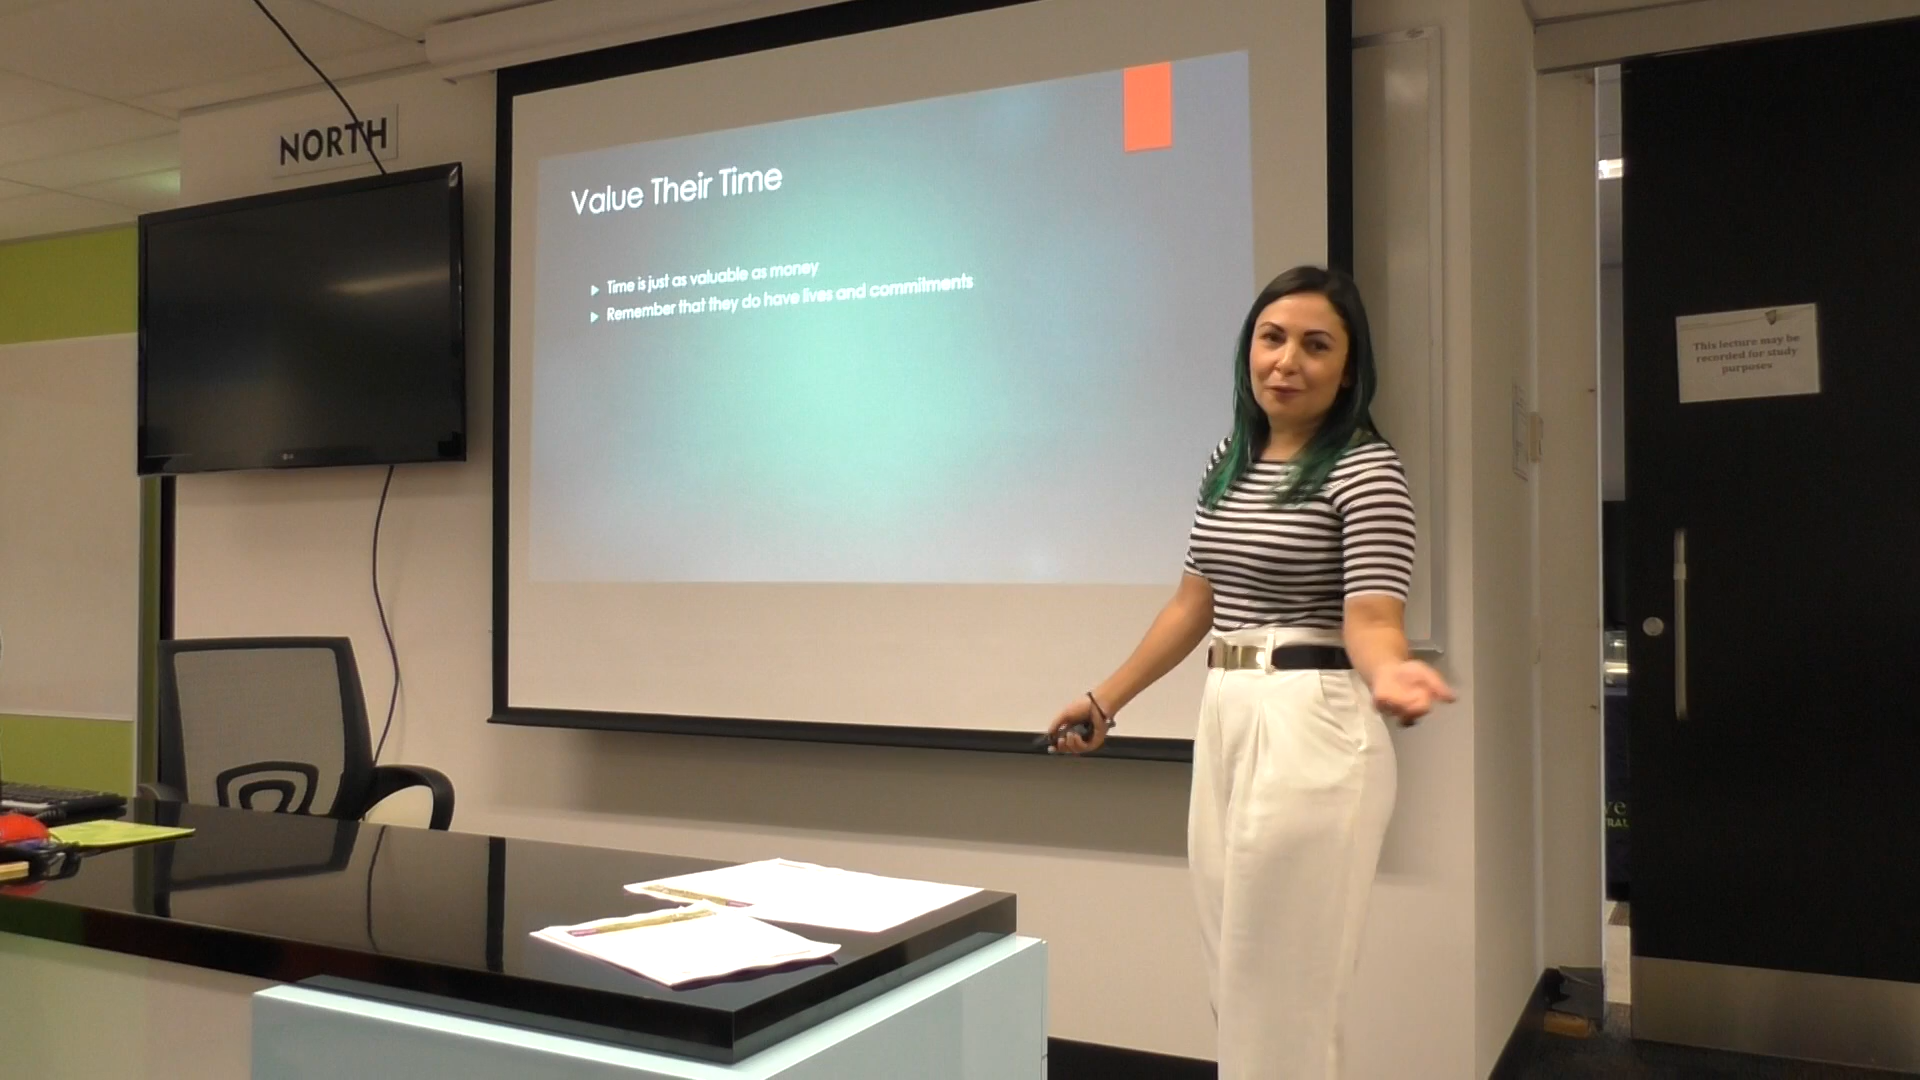 NORTH
Value Their Time
Time is just as valuable as money
Remember that they do have lives and commitments
This lecture may be
recorded for study
purposes
LG